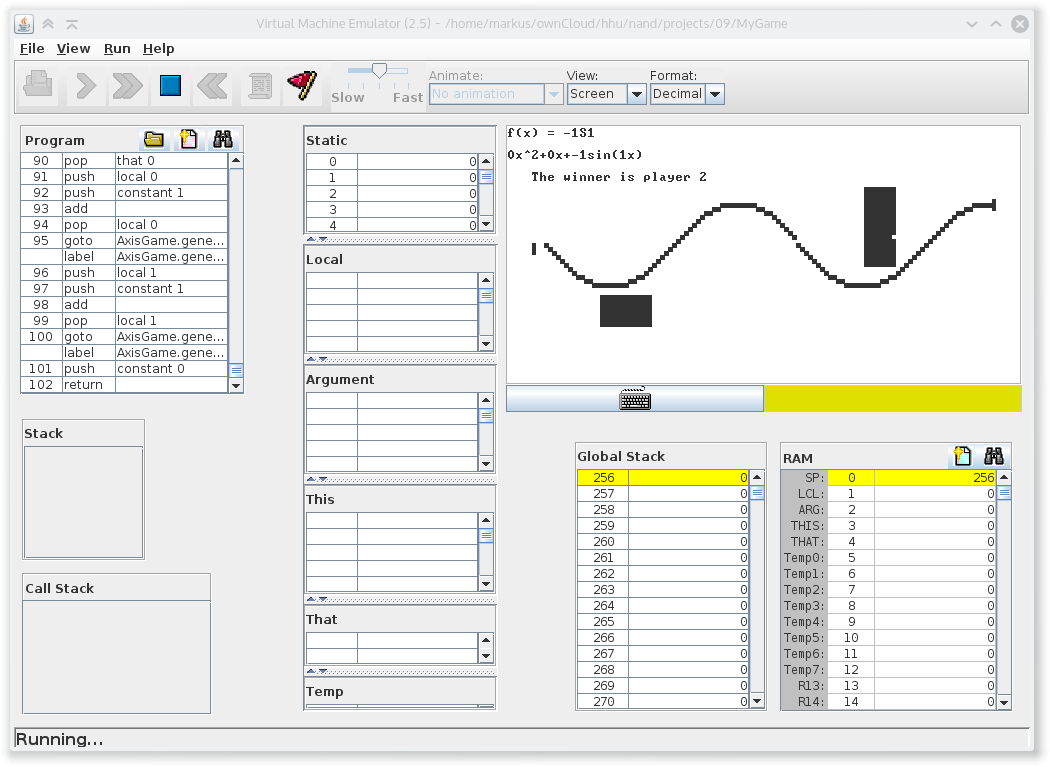 Virtual Machine Emulator (2.5) - /home/markus/ownCloud/hhu/nand/projects/09/MyGame
File View Run Help
Slow Fast
Animate: View: Format:
No animation Screen Decimal
Program
90 pop that 0
91 push local 0
92 push constant 1
93 add
94 pop local 0
95 goto AxisGame.gene...
label AxisGame.gene...
96 push local 1
97 push constant 1
98 add
99 pop local 1
100 goto AxisGame.gene...
label AxisGame.gene...
101 push constant 0
102 return
Stack
Call Stack
Static
0 0
1 0
2 0
3 0
4 0
Local
Argument
This
That
Temp
f(x) = -1S1
0x^2+0x+-1sin(1x)
The winner is player 2
Global Stack
256 0
257 0
258 0
259 0
260 0
261 0
262 0
263 0
264 0
265 0
266 0
267 0
268 0
269 0
270 0
RAM
SP: 0 256
LCL: 1 0
ARG: 2 0
THIS: 3 0
THAT: 4 0
Temp0: 5 0
Temp1: 6 0
Temp2: 7 0
Temp3: 8 0
Temp4: 9 0
Temp5: 10 0
Temp6: 11 0
Temp7: 12 0
R13: 13 0
R14: 14 0
Running...